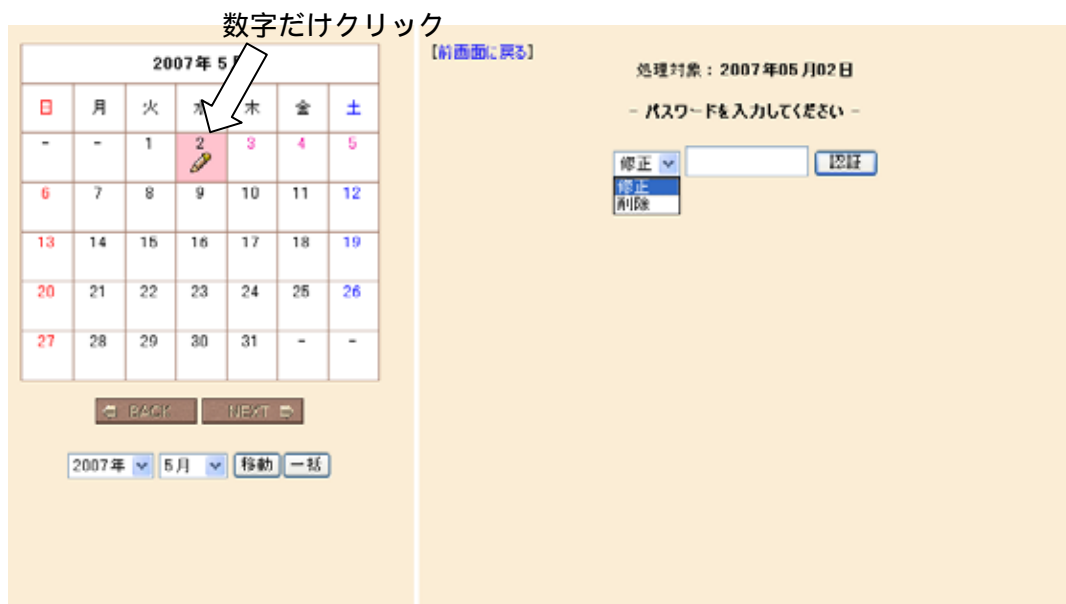 数字だけクリック
2007年 5
日 月 火 水 木 金 土
- - 1 2 3 4 5
6 7 8 9 10 11 12
13 14 15 16 17 18 19
20 21 22 23 24 25 26
27 28 29 30 31 - -
BACK NEXT
2007年 5月 移動 一括
【前画面に戻る】
処理対象：2007年05月02日
- パスワードを入力してください -
修正 認証
修正
削除